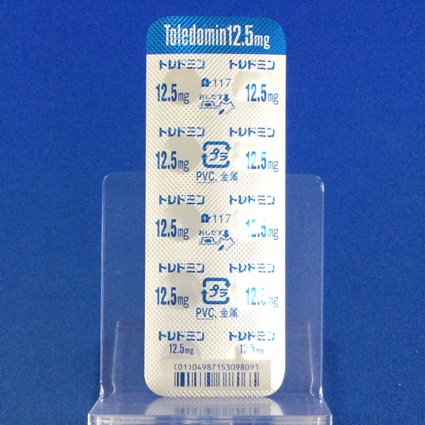 Toledomin12.5mg
トレドミン トレドミン
117
12.5mg 12.5mg
おしだす
トレドミン トレドミン
12.5mg プラ 12.5mg
PVC, 金属
トレドミン トレドミン
117
12.5mg 12.5mg
おしだす
トレドミン トレドミン
12.5mg プラ 12.5mg
PVC, 金属
トレドミン トレドミン
12.5mg 12.5mg
(01)04987153098091